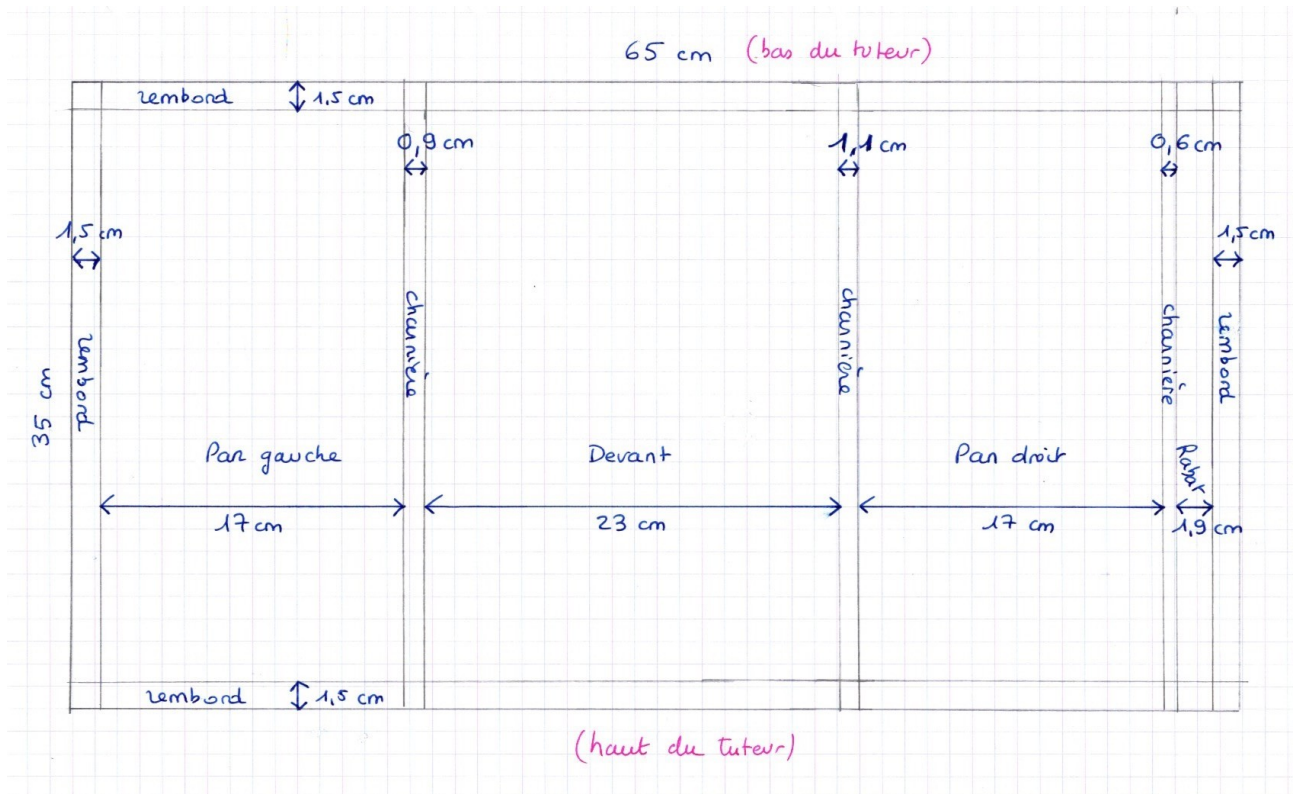 65 cm (bas du tuteur)
rembord 1,5 cm
0,9 cm
1,1 cm
0,6 cm
1,5 cm
1,5 cm
rembord
charnière
charnière
charnière
rembord
35 cm
Pan gauche
Devant
Pan droit
Rabat
17 cm
23 cm
17 cm
1,9 cm
rembord 1,5 cm
(haut du tuteur)